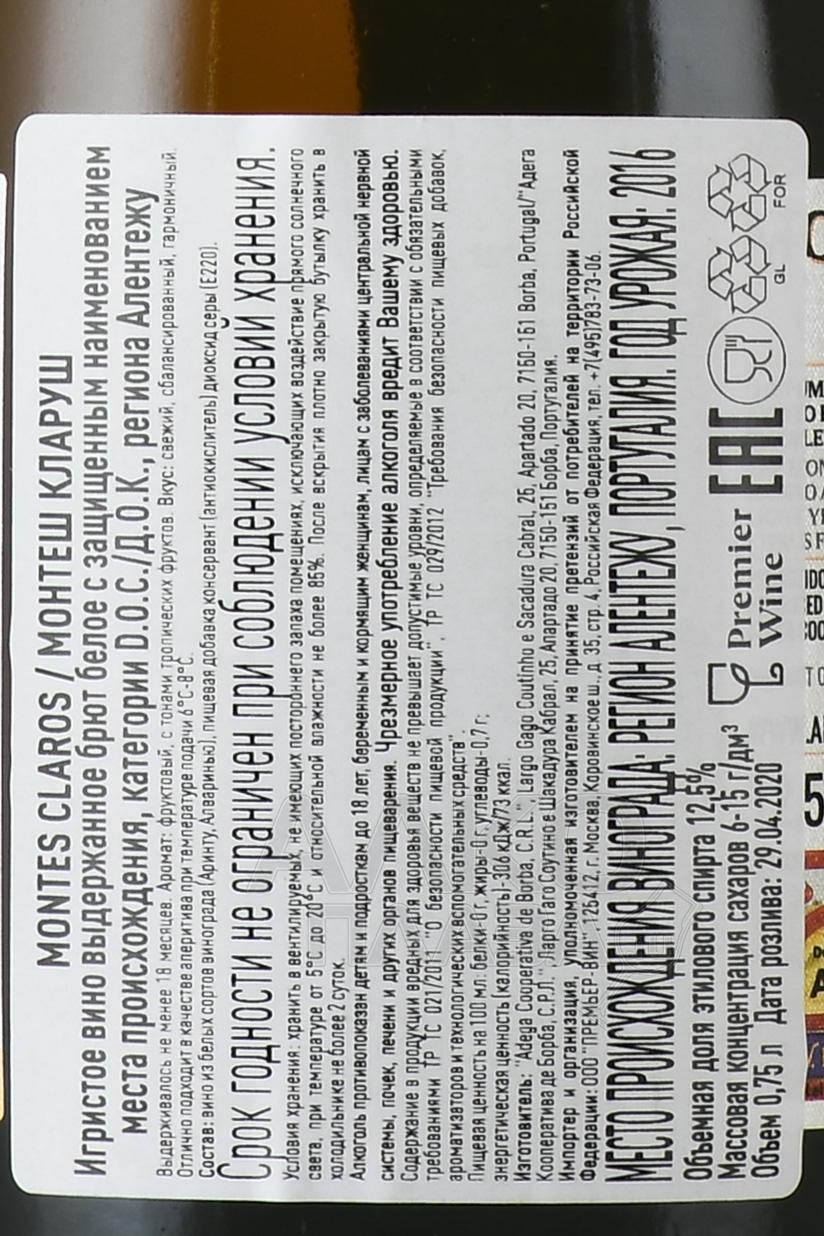 MONTES CLAROS / МОНТЕШ КЛАРУШ
Игристое вино выдержанное брют белое с защищенным наименованием
места происхождения, категории D.O.C./Д.О.К., региона Алентежу
Выдерживалось не менее 18 месяцев. Аромат: фруктовый, с тонами тропических фруктов. Вкус: свежий, сбалансированный, гармоничный.
Отлично подходит в качестве аперитива при температуре подачи 6°С-8°С.
Состав: вино из белых сортов винограда (Аринту, Алваринью), пищевая добавка консервант (антиокислитель) диоксид серы (Е220).
Срок годности не ограничен при соблюдении условий хранения.
Условия хранения: хранить в вентилируемых, не имеющих постороннего запаха помещениях, исключающих воздействие прямого солнечного
света, при температуре от 5°С до 20°С и относительной влажности не более 85%. После вскрытия плотно закрытую бутылку хранить в
холодильнике не более 2 суток.
Алкоголь противопоказан детям и подросткам до 18 лет, беременным и кормящим женщинам, лицам с заболеваниями центральной нервной
системы, почек, печени и других органов пищеварения. Чрезмерное употребление алкоголя вредит Вашему здоровью.
Содержание в продукции вредных для здоровья веществ не превышает допустимые уровни, определяемые в соответствии с обязательными
требованиями ТР ТС 021/2011 "О безопасности пищевой продукции", ТР ТС 029/2012 "Требования безопасности пищевых добавок,
ароматизаторов и технологических вспомогательных средств".
Пищевая ценность на 100 мл: белки-0 г, жиры-0 г, углеводы-0,7 г;
энергетическая ценность (калорийность)-306 кДж/73 ккал.
Изготовитель: "Adega Cooperativa de Borba, C.R.L.", Largo Gago Coutinho e Sacadura Cabral, 25, Apartado 20, 7150-151 Borba, Portugal/"Адега
Кооператива де Борба, С.Р.Л.", Ларго Гаго Соутино е Шакадура Кабрал, 25, Апартадо 20, 7150-151 Борба, Португалия.
Импортер и организация, уполномоченная изготовителем на принятие претензий от потребителей на территории Российской
Федерации: ООО "ПРЕМЬЕР-ВИН", 125412, г. Москва, Коровинское ш., д 35, стр. 4, Российская Федерация, тел. +7(495)783-73-06.
МЕСТО ПРОИСХОЖДЕНИЯ ВИНОГРАДА: РЕГИОН АЛЕНТЕЖУ, ПОРТУГАЛИЯ. ГОД УРОЖАЯ: 2016
Объемная доля этилового спирта 12,5%
Массовая концентрация сахаров 6-15 г/дм³
Объем 0,75 л Дата розлива: 29.04.2020
Premier
Wine
EAC
GL
FOR